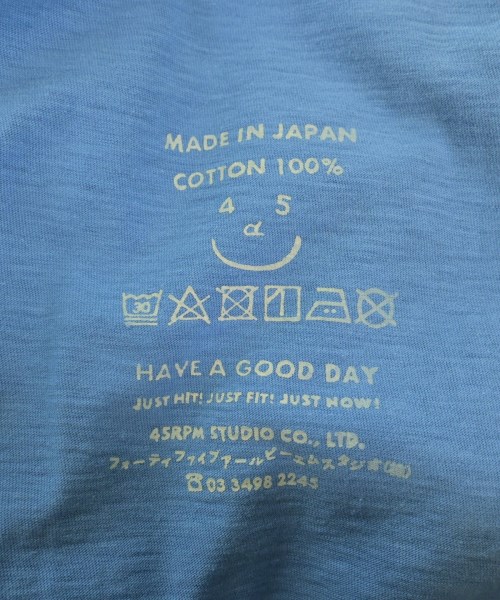 MADE IN JAPAN
COTTON 100%
4 5
α
30
HAVE A GOOD DAY
JUST HIT! JUST FIT! JUST NOW!
45RPM STUDIO CO., LTD.
フォーティファイブアールピーエムスタジオ(株)
☎03 3498 2245